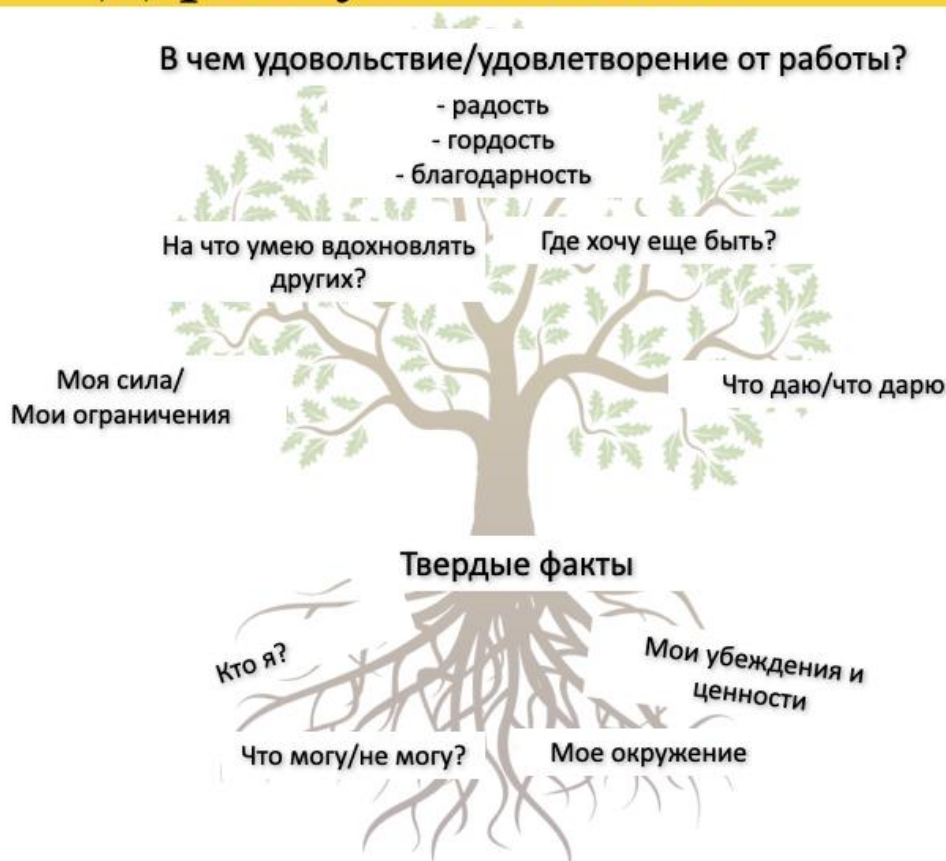 В чем удовольствие/удовлетворение от работы?
- радость
- гордость
- благодарность
На что умею вдохновлять
других?
Где хочу еще быть?
Моя сила/
Мои ограничения
Что даю/что дарю
Твердые факты
Кто я?
Мои убеждения и
ценности
Что могу/не могу?
Мое окружение